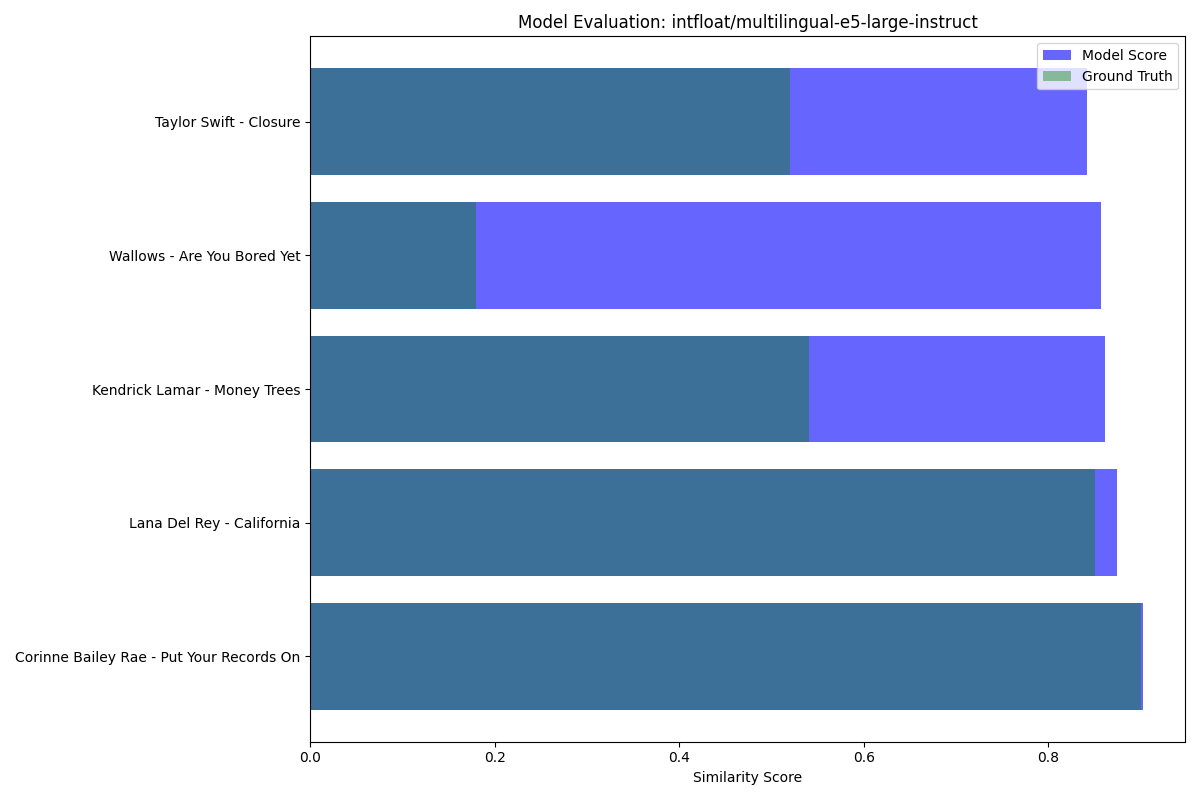 Model Evaluation: intfloat/multilingual-e5-large-instruct
Model Score
Ground Truth
Taylor Swift - Closure
Wallows - Are You Bored Yet
Kendrick Lamar - Money Trees
Lana Del Rey - California
Corinne Bailey Rae - Put Your Records On
0.0 0.2 0.4 0.6 0.8
Similarity Score